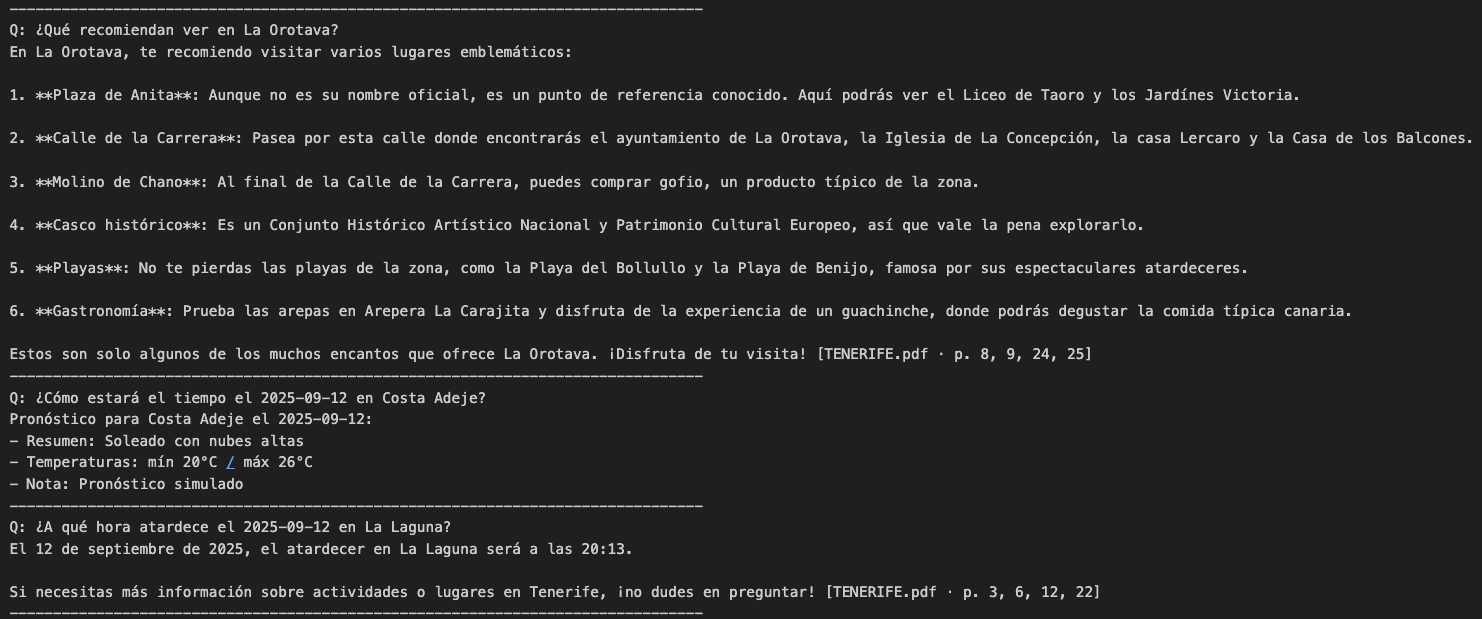 --------------------------------------------------------------------------------
Q: ¿Qué recomiendan ver en La Orotava?
En La Orotava, te recomiendo visitar varios lugares emblemáticos:
1. **Plaza de Anita**: Aunque no es su nombre oficial, es un punto de referencia conocido. Aquí podrás ver el Liceo de Taoro y los Jardínes Victoria.
2. **Calle de la Carrera**: Pasea por esta calle donde encontrarás el ayuntamiento de La Orotava, la Iglesia de La Concepción, la casa Lercaro y la Casa de los Balcones.
3. **Molino de Chano**: Al final de la Calle de la Carrera, puedes comprar gofio, un producto típico de la zona.
4. **Casco histórico**: Es un Conjunto Histórico Artístico Nacional y Patrimonio Cultural Europeo, así que vale la pena explorarlo.
5. **Playas**: No te pierdas las playas de la zona, como la Playa del Bollullo y la Playa de Benijo, famosa por sus espectaculares atardeceres.
6. **Gastronomía**: Prueba las arepas en Arepera La Carajita y disfruta de la experiencia de un guachinche, donde podrás degustar la comida típica canaria.
Estos son solo algunos de los muchos encantos que ofrece La Orotava. ¡Disfruta de tu visita! [TENERIFE.pdf · p. 8, 9, 24, 25]
--------------------------------------------------------------------------------
Q: ¿Cómo estará el tiempo el 2025-09-12 en Costa Adeje?
Pronóstico para Costa Adeje el 2025-09-12:
- Resumen: Soleado con nubes altas
- Temperaturas: mín 20°C / máx 26°C
- Nota: Pronóstico simulado
--------------------------------------------------------------------------------
Q: ¿A qué hora atardece el 2025-09-12 en La Laguna?
El 12 de septiembre de 2025, el atardecer en La Laguna será a las 20:13.
Si necesitas más información sobre actividades o lugares en Tenerife, ¡no dudes en preguntar! [TENERIFE.pdf · p. 3, 6, 12, 22]
--------------------------------------------------------------------------------